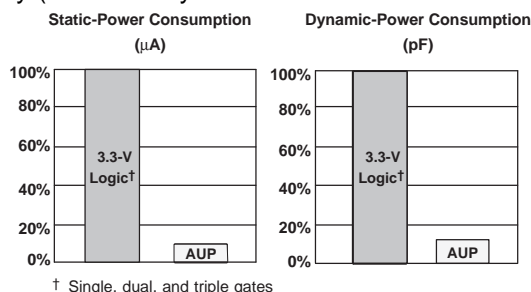 Static-Power Consumption
(µA)
100%
80%
60%
40%
20%
0%
3.3-V
Logic†
AUP
Dynamic-Power Consumption
(pF)
100%
80%
60%
40%
20%
0%
3.3-V
Logic†
AUP
† Single, dual, and triple gates